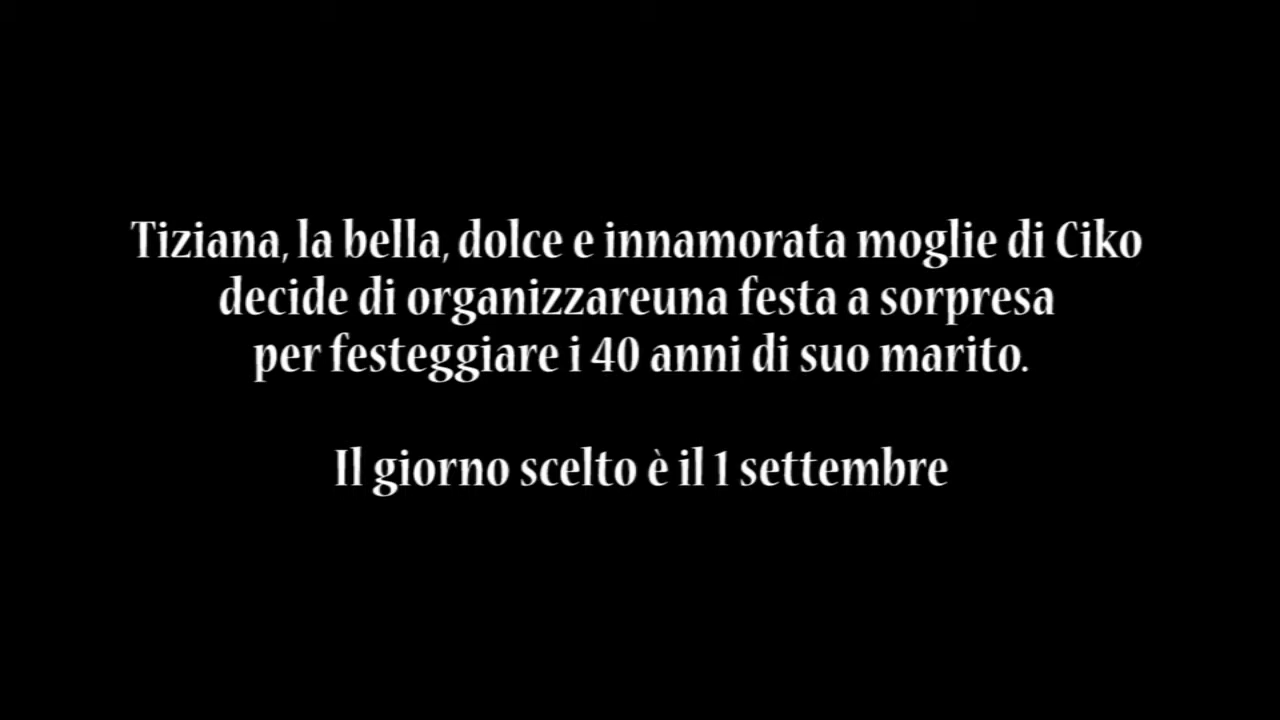 Tiziana, la bella, dolce e innamorata moglie di Ciko
decide di organizzareuna festa a sorpresa
per festeggiare i 40 anni di suo marito.
Il giorno scelto è il 1 settembre